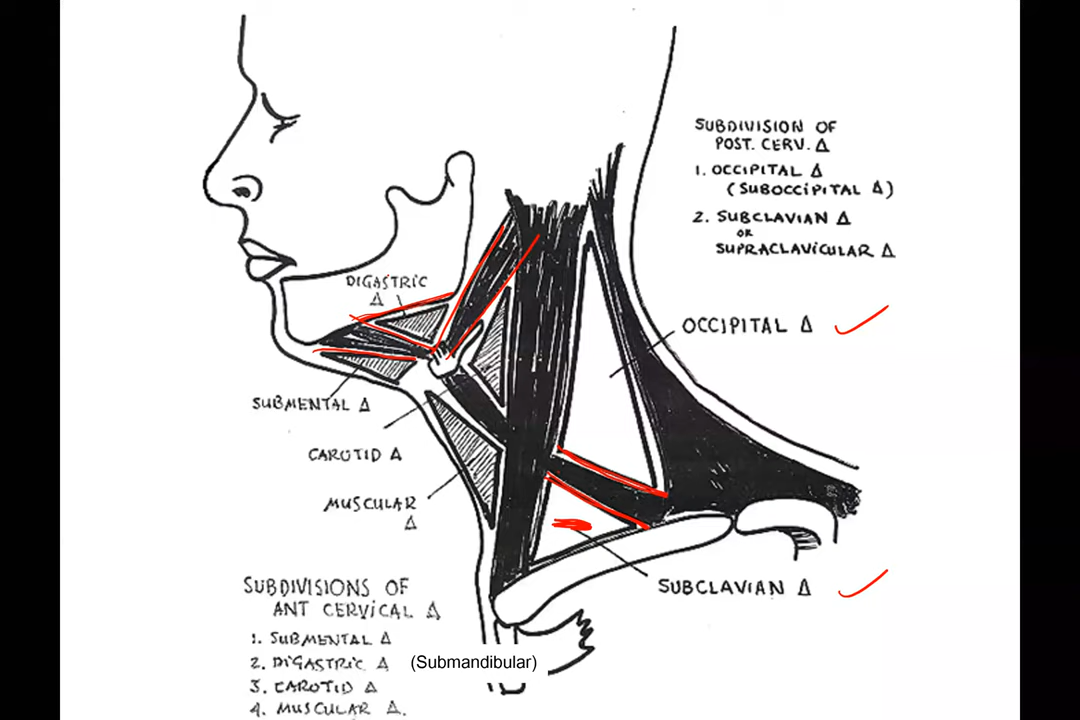 SUBDIVISION OF
POST. CERV. Δ
1. OCCIPITAL Δ
(SUBOCCIPITAL Δ)
2. SUBCLAVIAN Δ
OR
SUPRACLAVICULAR Δ
DIGASTRIC
Δ
OCCIPITAL Δ
SUBMENTAL Δ
CAROTID Δ
MUSCULAR
Δ
SUBCLAVIAN Δ
SUBDIVISIONS OF
ANT CERVICAL Δ
1. SUBMENTAL Δ
2. DIGASTRIC Δ (Submandibular)
3. CAROTID Δ
4. MUSCULAR Δ.